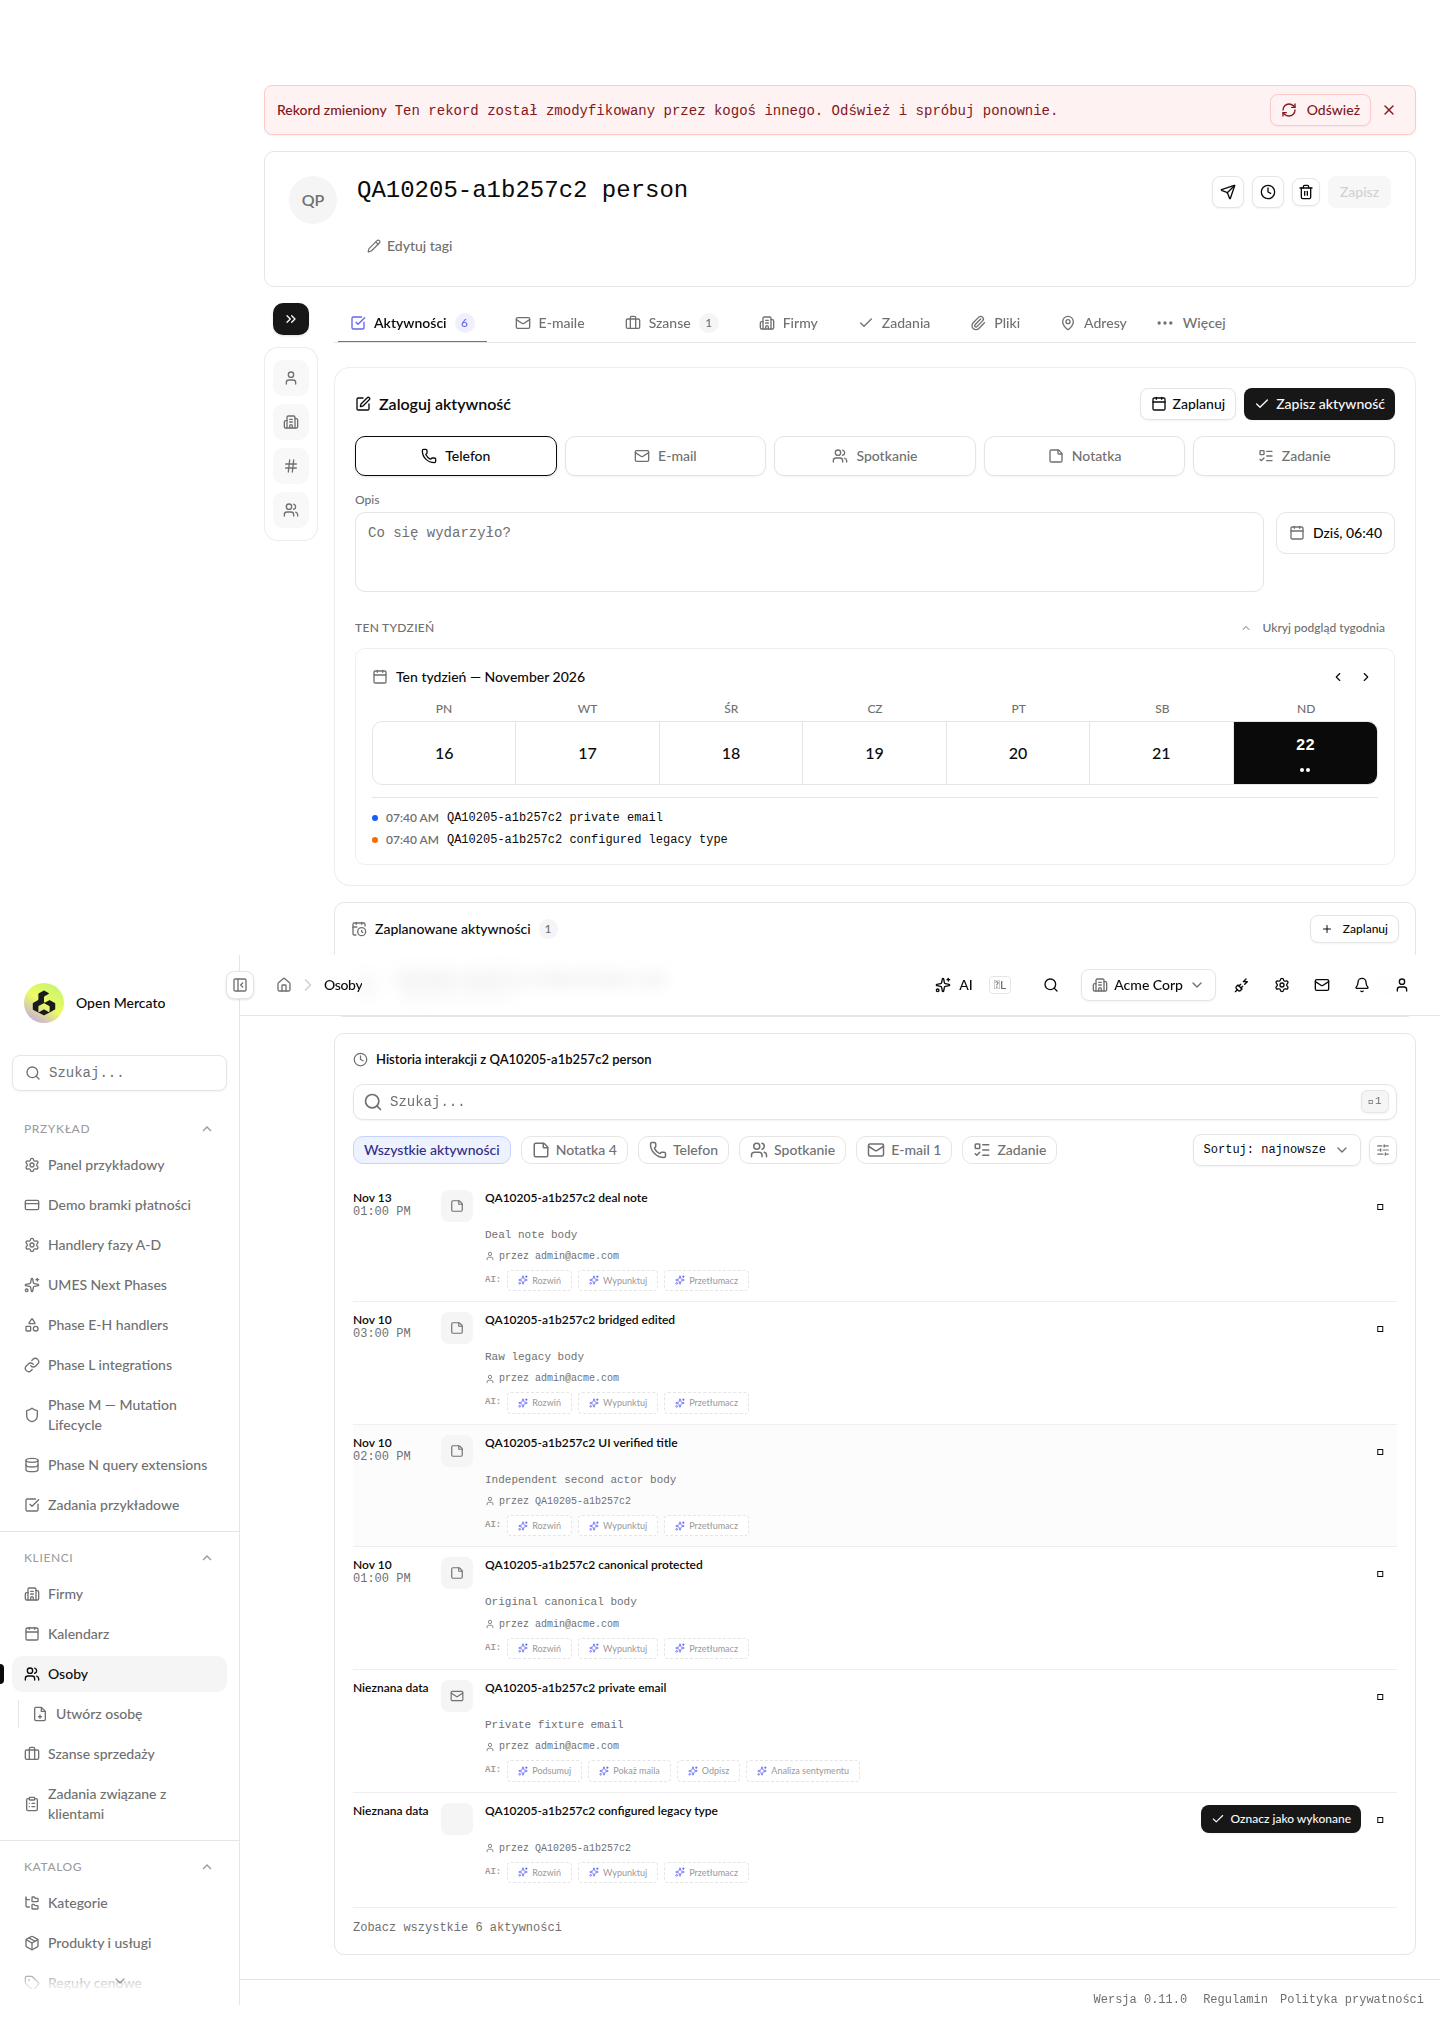 Rekord zmieniony Ten rekord został zmodyfikowany przez kogoś innego. Odśwież i spróbuj ponownie.
Odśwież
QP
QA10205-a1b257c2 person
Zapisz
Edytuj tagi
Aktywności 6
E-maile
Szanse 1
Firmy
Zadania
Pliki
Adresy
Więcej
Zaloguj aktywność
Zaplanuj
Zapisz aktywność
Telefon
E-mail
Spotkanie
Notatka
Zadanie
Opis
Co się wydarzyło?
Dziś, 06:40
TEN TYDZIEŃ
Ukryj podgląd tygodnia
Ten tydzień — November 2026
PN WT ŚR CZ PT SB ND
16 17 18 19 20 21 22
07:40 AM QA10205-a1b257c2 private email
07:40 AM QA10205-a1b257c2 configured legacy type
Zaplanowane aktywności 1
Zaplanuj
Open Mercato
Osoby
AI
L
Acme Corp
Szukaj...
PRZYKŁAD
Panel przykładowy
Demo bramki płatności
Handlery fazy A-D
UMES Next Phases
Phase E-H handlers
Phase L integrations
Phase M — Mutation
Lifecycle
Phase N query extensions
Zadania przykładowe
KLIENCI
Firmy
Kalendarz
Osoby
Utwórz osobę
Szanse sprzedaży
Zadania związane z
klientami
KATALOG
Kategorie
Produkty i usługi
Reguły cenowe
Historia interakcji z QA10205-a1b257c2 person
Szukaj...
1
Wszystkie aktywności
Notatka 4
Telefon
Spotkanie
E-mail 1
Zadanie
Sortuj: najnowsze
Nov 13
01:00 PM
QA10205-a1b257c2 deal note
Deal note body
przez admin@acme.com
AI: Rozwiń Wypunktuj Przetłumacz
Nov 10
03:00 PM
QA10205-a1b257c2 bridged edited
Raw legacy body
przez admin@acme.com
AI: Rozwiń Wypunktuj Przetłumacz
Nov 10
02:00 PM
QA10205-a1b257c2 UI verified title
Independent second actor body
przez QA10205-a1b257c2
AI: Rozwiń Wypunktuj Przetłumacz
Nov 10
01:00 PM
QA10205-a1b257c2 canonical protected
Original canonical body
przez admin@acme.com
AI: Rozwiń Wypunktuj Przetłumacz
Nieznana data
QA10205-a1b257c2 private email
Private fixture email
przez admin@acme.com
AI: Podsumuj Pokaż maila Odpisz Analiza sentymentu
Nieznana data
QA10205-a1b257c2 configured legacy type
Oznacz jako wykonane
przez QA10205-a1b257c2
AI: Rozwiń Wypunktuj Przetłumacz
Zobacz wszystkie 6 aktywności
Wersja 0.11.0 Regulamin Polityka prywatności